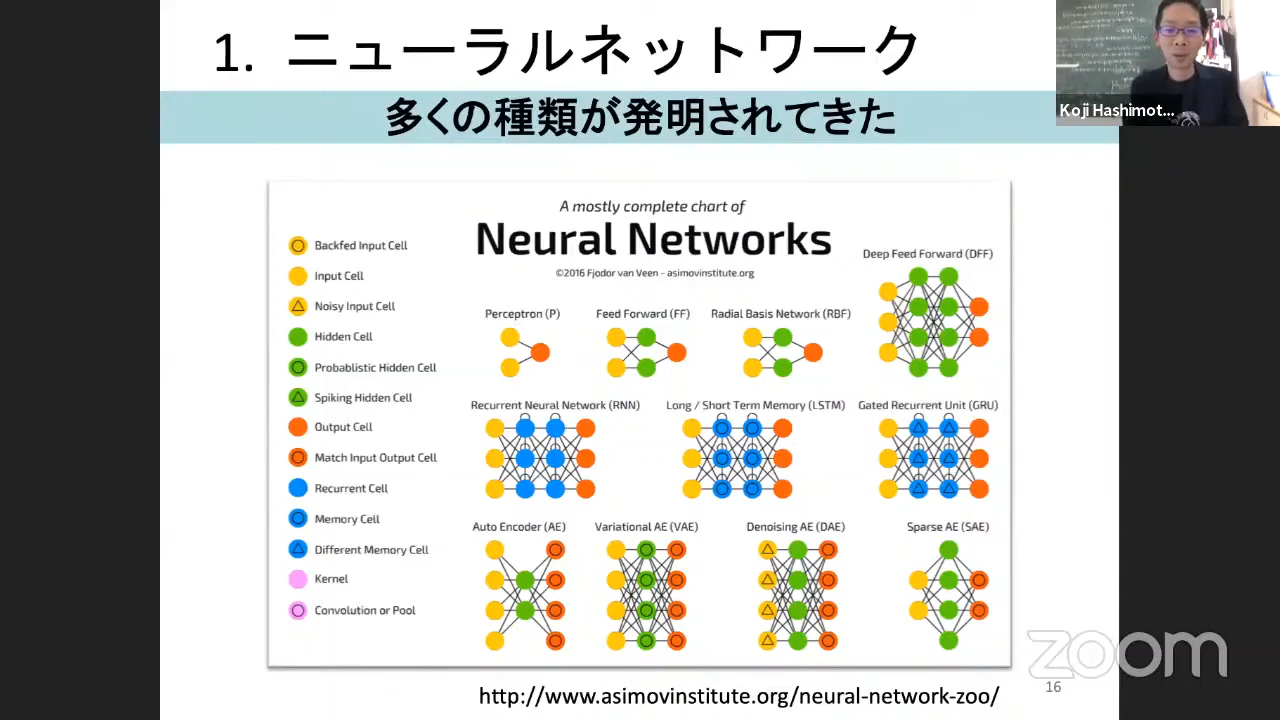 1. ニューラルネットワーク
多くの種類が発明されてきた
Koji Hashimot...
A mostly complete chart of
Neural Networks
©2016 Fjodor van Veen - asimovinstitute.org
Backfed Input Cell
Input Cell
Noisy Input Cell
Hidden Cell
Probablistic Hidden Cell
Spiking Hidden Cell
Output Cell
Match Input Output Cell
Recurrent Cell
Memory Cell
Different Memory Cell
Kernel
Convolution or Pool
Deep Feed Forward (DFF)
Perceptron (P)
Feed Forward (FF)
Radial Basis Network (RBF)
Recurrent Neural Network (RNN)
Long / Short Term Memory (LSTM)
Gated Recurrent Unit (GRU)
Auto Encoder (AE)
Variational AE (VAE)
Denoising AE (DAE)
Sparse AE (SAE)
zoom
http://www.asimovinstitute.org/neural-network-zoo/
16